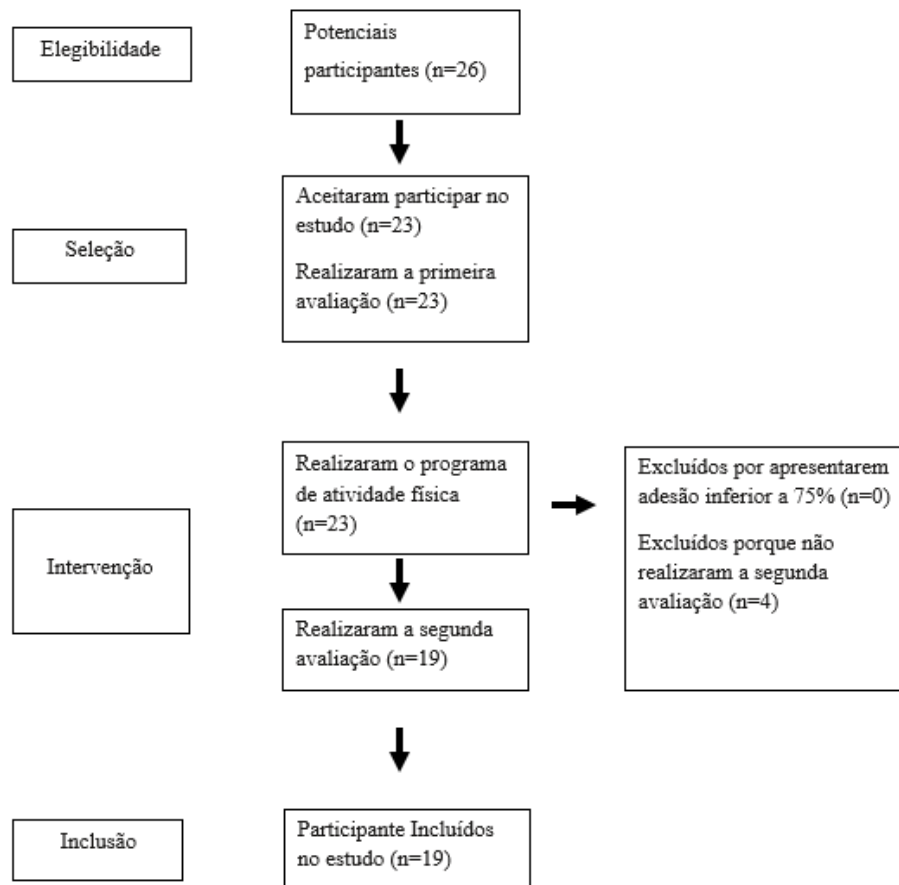 Elegibilidade
Potenciais
participantes (n=26)
Seleção
Aceitaram participar no
estudo (n=23)
Realizaram a primeira
avaliação (n=23)
Intervenção
Realizaram o programa
de atividade física
(n=23)
Excluídos por apresentarem
adesão inferior a 75% (n=0)
Excluídos porque não
realizaram a segunda
avaliação (n=4)
Realizaram a segunda
avaliação (n=19)
Inclusão
Participante Incluídos
no estudo (n=19)